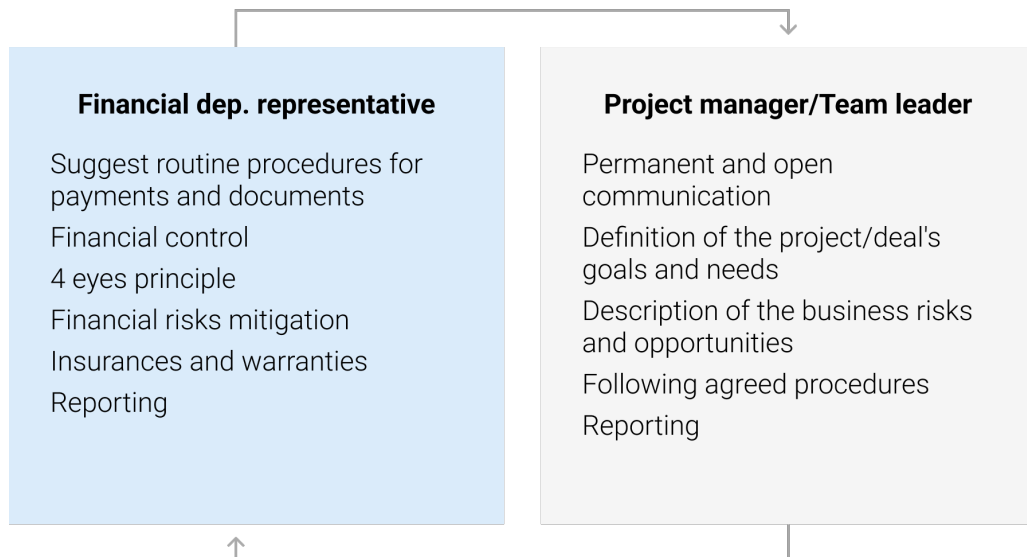 Financial dep. representative
Suggest routine procedures for
payments and documents
Financial control
4 eyes principle
Financial risks mitigation
Insurances and warranties
Reporting
Project manager/Team leader
Permanent and open
communication
Definition of the project/deal's
goals and needs
Description of the business risks
and opportunities
Following agreed procedures
Reporting